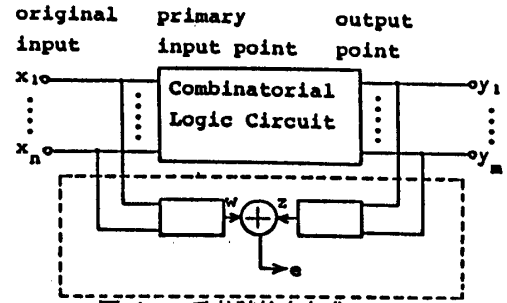 original primary output
input input point point
x₁ Combinatorial y₁
Logic Circuit
xₙ yₘ
w z
e